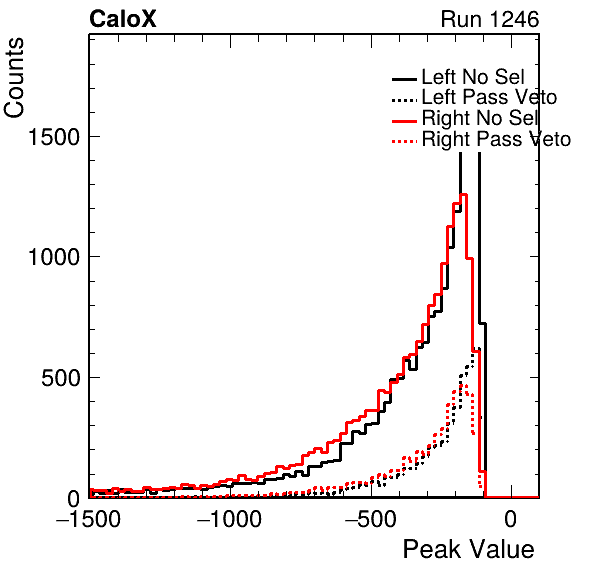 CaloX Run 1246
Counts
Left No Sel
Left Pass Veto
Right No Sel
Right Pass Veto
1500
1000
500
0
−1500 −1000 −500 0
Peak Value